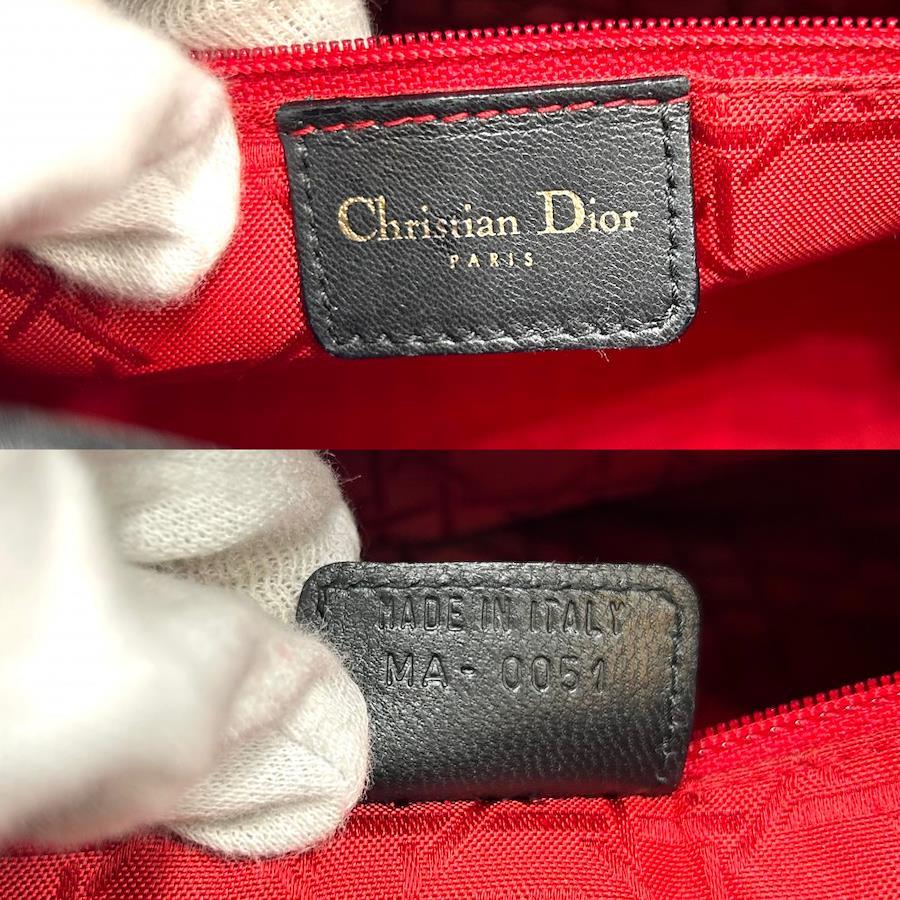 Christian Dior
PARIS
MADE IN ITALY
MA-0051